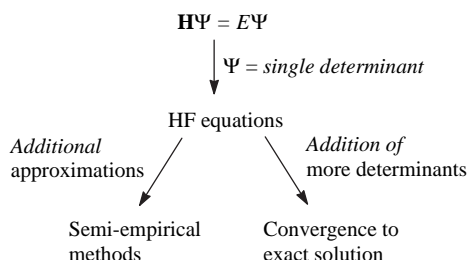 HΨ = EΨ
Ψ = single determinant
HF equations
Additional
approximations
Addition of
more determinants
Semi-empirical
methods
Convergence to
exact solution